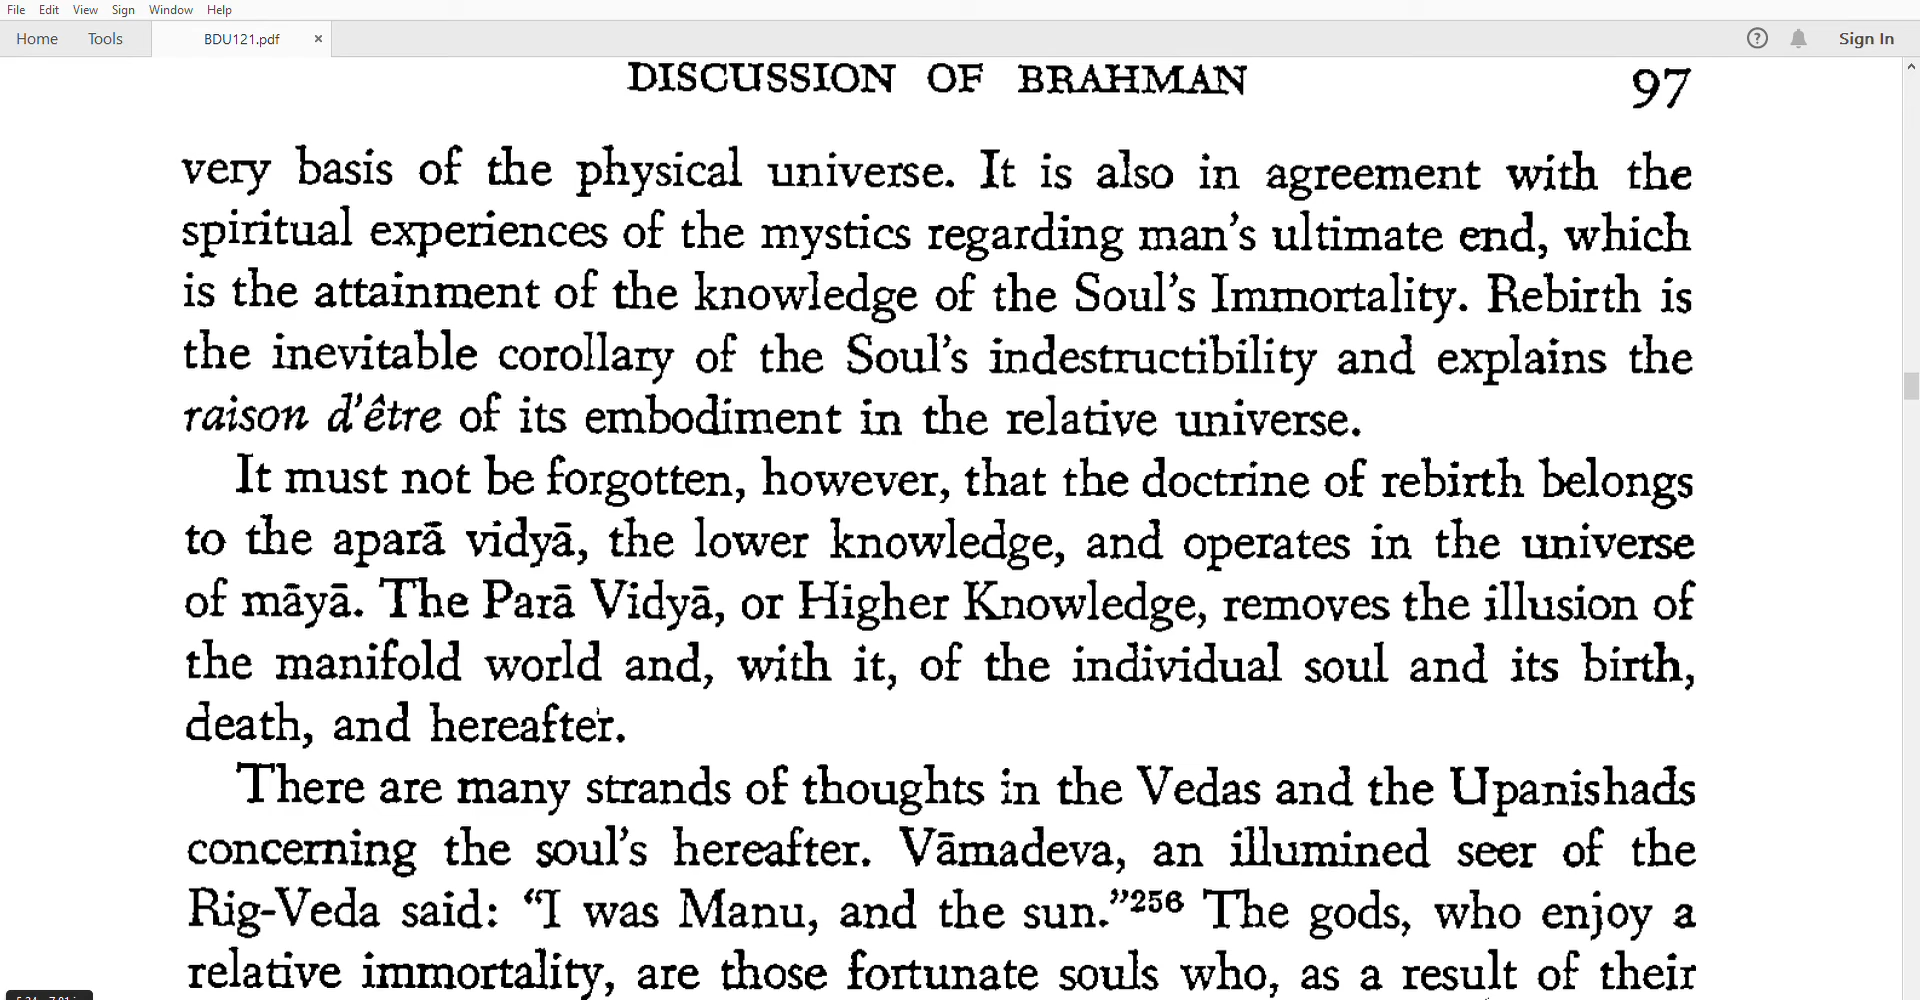 File Edit View Sign Window Help
Home Tools BDU121.pdf × ? Sign In
DISCUSSION OF BRAHMAN 97
very basis of the physical universe. It is also in agreement with the
spiritual experiences of the mystics regarding man's ultimate end, which
is the attainment of the knowledge of the Soul's Immortality. Rebirth is
the inevitable corollary of the Soul's indestructibility and explains the
raison d'être of its embodiment in the relative universe.
It must not be forgotten, however, that the doctrine of rebirth belongs
to the aparā vidyā, the lower knowledge, and operates in the universe
of māyā. The Parā Vidyā, or Higher Knowledge, removes the illusion of
the manifold world and, with it, of the individual soul and its birth,
death, and hereafter.
There are many strands of thoughts in the Vedas and the Upanishads
concerning the soul's hereafter. Vāmadeva, an illumined seer of the
Rig-Veda said: “I was Manu, and the sun.”256 The gods, who enjoy a
relative immortality, are those fortunate souls who, as a result of their